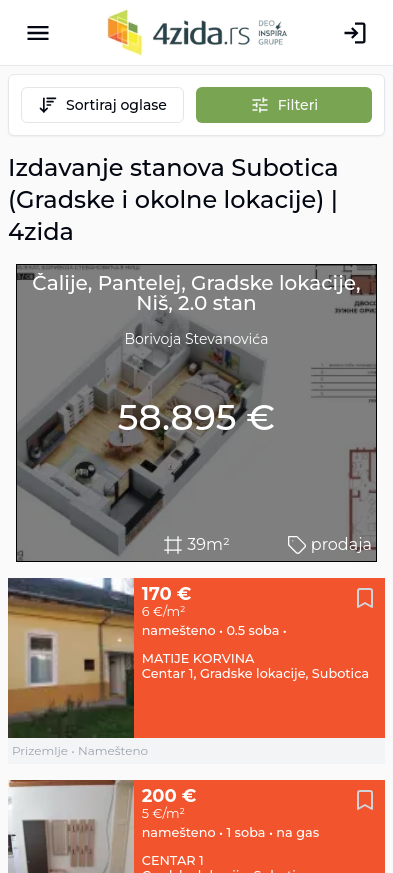 4zida.rs DEO
INSPIRA
GRUPE
Sortiraj oglase
Filteri
Izdavanje stanova Subotica
(Gradske i okolne lokacije) |
4zida
Čalije, Pantelej, Gradske lokacije,
Niš, 2.0 stan
Borivoja Stevanovića
58.895 €
39m²
prodaja
170 €
6 €/m²
namešteno • 0.5 soba •
MATIJE KORVINA
Centar 1, Gradske lokacije, Subotica
Prizemlje • Namešteno
200 €
5 €/m²
namešteno • 1 soba • na gas
CENTAR 1